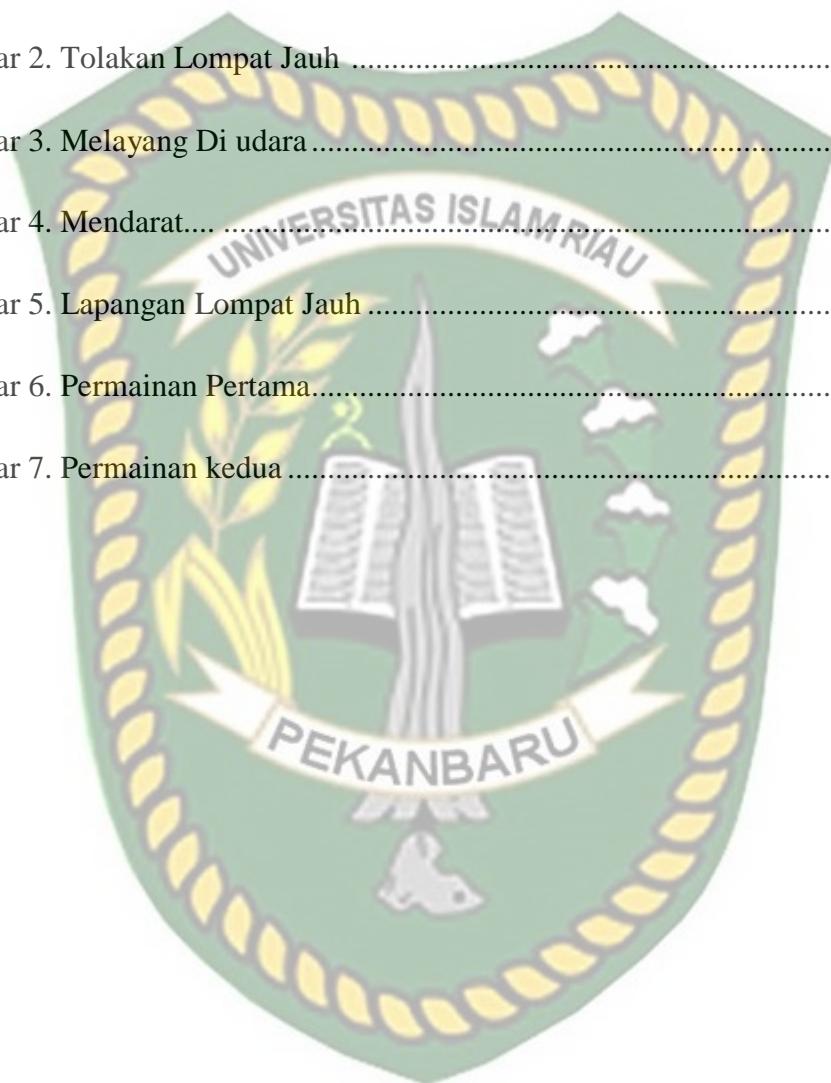 ar 2. Tolakan Lompat Jauh ............................................................
ar 3. Melayang Di udara .................................................................
UNIVERSITAS ISLAM RIAU
ar 4. Mendarat.... ............................................................................
ar 5. Lapangan Lompat Jauh ..........................................................
ar 6. Permainan Pertama.................................................................
ar 7. Permainan kedua ....................................................................
PEKANBARU